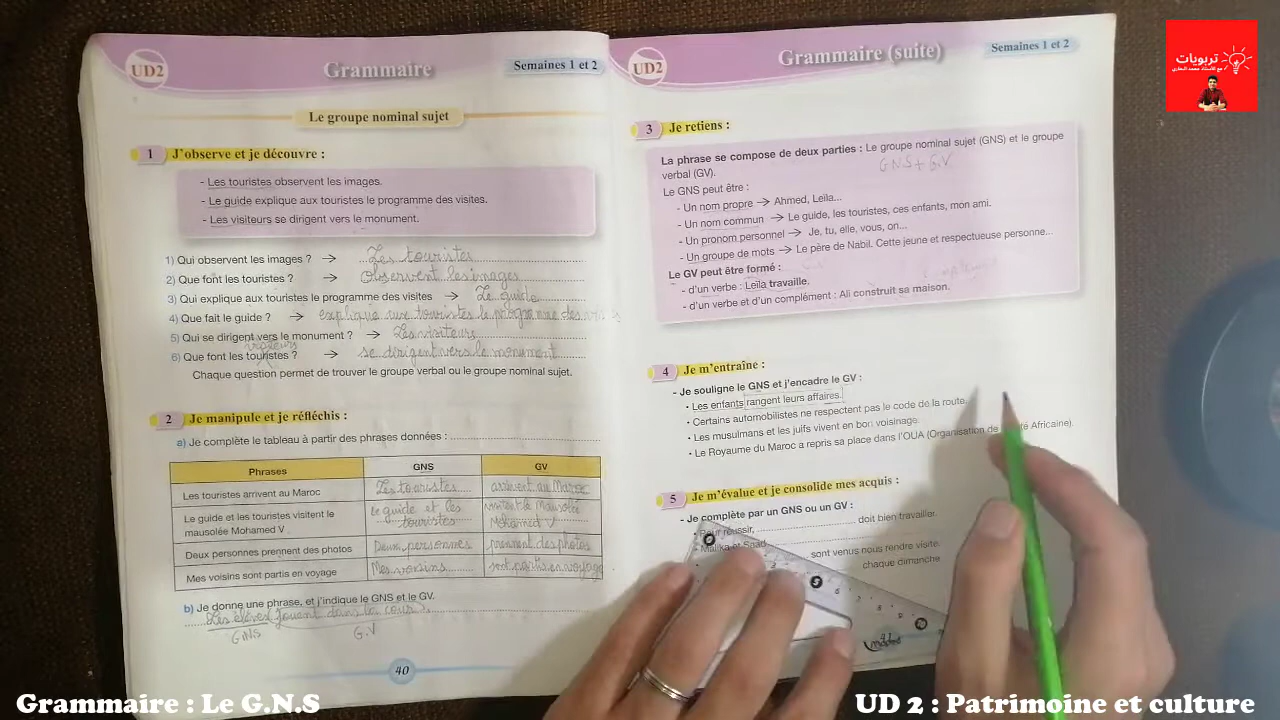 UD2
Grammaire
Semaines 1 et 2
Le groupe nominal sujet
1 J'observe et je découvre :
- Les touristes observent les images.
- Le guide explique aux touristes le programme des visites.
- Les visiteurs se dirigent vers le monument.
1) Qui observent les images ? → Les touristes
2) Que font les touristes ? → Observent les images
3) Qui explique aux touristes le programme des visites → Le guide
4) Que fait le guide ? → explique aux touristes le programme des
5) Qui se dirigent vers le monument ? → Les visiteurs
6) Que font les touristes ? → se dirigent vers le monument
Chaque question permet de trouver le groupe verbal ou le groupe nominal sujet.
2 Je manipule et je réfléchis :
a) Je complète le tableau à partir des phrases données :
Phrases GNS GV
Les touristes arrivent au Maroc Les touristes arrivent au Maroc
Le guide et les touristes visitent le mausolée Mohamed V Le guide et les touristes visitent le Mausolée Mohamed V
Deux personnes prennent des photos Deux personnes prennent des photos
Mes voisins sont partis en voyage Mes voisins sont partis en voyage
b) Je donne une phrase, et j'indique le GNS et le GV.
Les élèves jouent dans la cour.
GNS G.V
40
UD2
Grammaire (suite)
Semaines 1 et 2
3 Je retiens :
La phrase se compose de deux parties : Le groupe nominal sujet (GNS) et le groupe
verbal (GV).
GNS + GV
Le GNS peut être :
- Un nom propre → Ahmed, Leila...
- Un nom commun → Le guide, les touristes, ces enfants, mon ami.
- Un pronom personnel → Je, tu, elle, vous, on...
- Un groupe de mots → Le père de Nabil. Cette jeune et respectueuse personne...
Le GV peut être formé :
- d'un verbe : Leila travaille.
- d'un verbe et d'un complément : Ali construit sa maison.
4 Je m'entraîne :
- Je souligne le GNS et j'encadre le GV :
• Les enfants rangent leurs affaires.
• Certains automobilistes ne respectent pas le code de la route.
• Les musulmans et les juifs vivent en bon voisinage.
• Le Royaume du Maroc a repris sa place dans l'OUA (Organisation de Africaine).
5 Je m'évalue et je consolide mes acquis :
- Je complète par un GNS ou un GV :
• Pour réussir, doit bien travailler.
• Malika et Soad
sont venus nous rendre visite.
chaque dimanche
تربويات
Grammaire : Le G.N.S
UD 2 : Patrimoine et culture